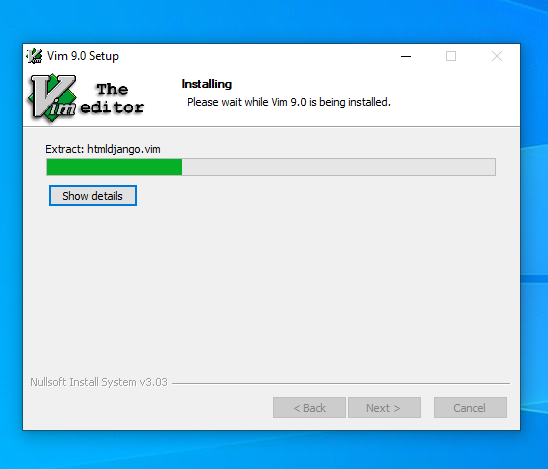 Vim 9.0 Setup
The
Vim editor
Installing
Please wait while Vim 9.0 is being installed.
Extract: htmldjango.vim
Show details
Nullsoft Install System v3.03
< Back
Next >
Cancel